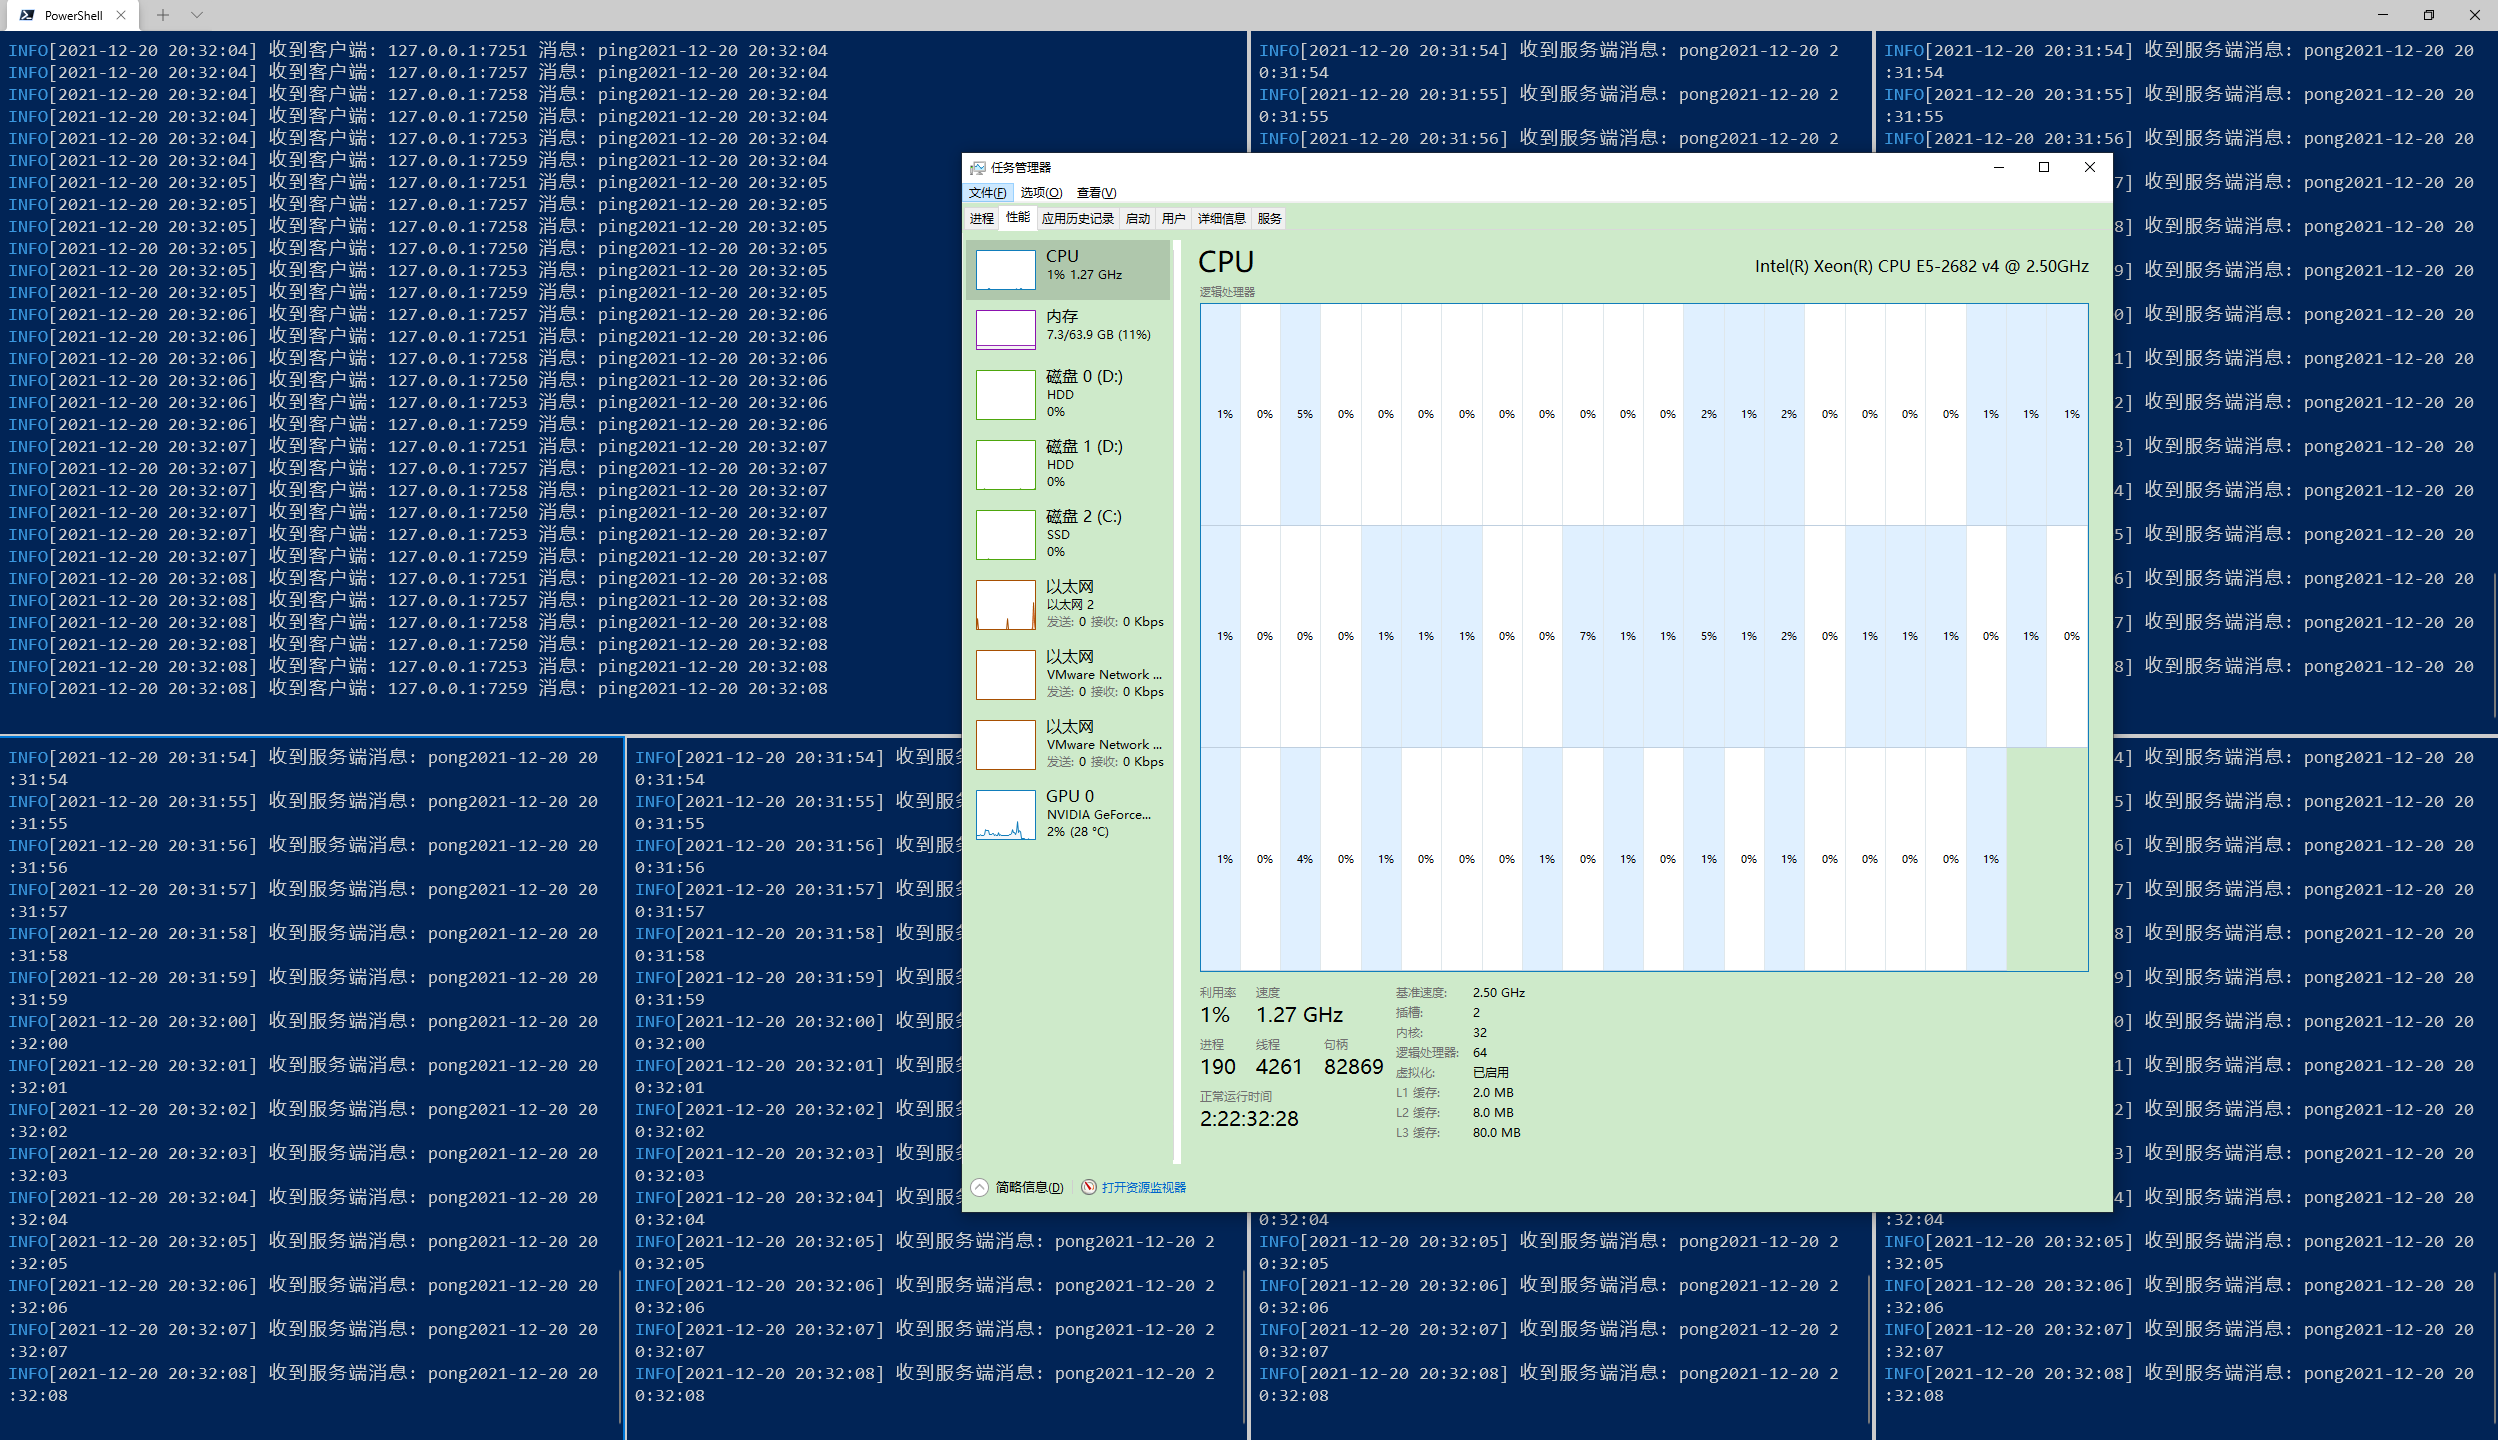 PowerShell
INFO[2021-12-20 20:32:04] 收到客户端: 127.0.0.1:7251 消息: ping2021-12-20 20:32:04
INFO[2021-12-20 20:32:04] 收到客户端: 127.0.0.1:7257 消息: ping2021-12-20 20:32:04
INFO[2021-12-20 20:32:04] 收到客户端: 127.0.0.1:7258 消息: ping2021-12-20 20:32:04
INFO[2021-12-20 20:32:04] 收到客户端: 127.0.0.1:7250 消息: ping2021-12-20 20:32:04
INFO[2021-12-20 20:32:04] 收到客户端: 127.0.0.1:7253 消息: ping2021-12-20 20:32:04
INFO[2021-12-20 20:32:04] 收到客户端: 127.0.0.1:7259 消息: ping2021-12-20 20:32:04
INFO[2021-12-20 20:32:05] 收到客户端: 127.0.0.1:7251 消息: ping2021-12-20 20:32:05
INFO[2021-12-20 20:32:05] 收到客户端: 127.0.0.1:7257 消息: ping2021-12-20 20:32:05
INFO[2021-12-20 20:32:05] 收到客户端: 127.0.0.1:7258 消息: ping2021-12-20 20:32:05
INFO[2021-12-20 20:32:05] 收到客户端: 127.0.0.1:7250 消息: ping2021-12-20 20:32:05
INFO[2021-12-20 20:32:05] 收到客户端: 127.0.0.1:7253 消息: ping2021-12-20 20:32:05
INFO[2021-12-20 20:32:05] 收到客户端: 127.0.0.1:7259 消息: ping2021-12-20 20:32:05
INFO[2021-12-20 20:32:06] 收到客户端: 127.0.0.1:7257 消息: ping2021-12-20 20:32:06
INFO[2021-12-20 20:32:06] 收到客户端: 127.0.0.1:7251 消息: ping2021-12-20 20:32:06
INFO[2021-12-20 20:32:06] 收到客户端: 127.0.0.1:7258 消息: ping2021-12-20 20:32:06
INFO[2021-12-20 20:32:06] 收到客户端: 127.0.0.1:7250 消息: ping2021-12-20 20:32:06
INFO[2021-12-20 20:32:06] 收到客户端: 127.0.0.1:7253 消息: ping2021-12-20 20:32:06
INFO[2021-12-20 20:32:06] 收到客户端: 127.0.0.1:7259 消息: ping2021-12-20 20:32:06
INFO[2021-12-20 20:32:07] 收到客户端: 127.0.0.1:7251 消息: ping2021-12-20 20:32:07
INFO[2021-12-20 20:32:07] 收到客户端: 127.0.0.1:7257 消息: ping2021-12-20 20:32:07
INFO[2021-12-20 20:32:07] 收到客户端: 127.0.0.1:7258 消息: ping2021-12-20 20:32:07
INFO[2021-12-20 20:32:07] 收到客户端: 127.0.0.1:7250 消息: ping2021-12-20 20:32:07
INFO[2021-12-20 20:32:07] 收到客户端: 127.0.0.1:7253 消息: ping2021-12-20 20:32:07
INFO[2021-12-20 20:32:07] 收到客户端: 127.0.0.1:7259 消息: ping2021-12-20 20:32:07
INFO[2021-12-20 20:32:08] 收到客户端: 127.0.0.1:7251 消息: ping2021-12-20 20:32:08
INFO[2021-12-20 20:32:08] 收到客户端: 127.0.0.1:7257 消息: ping2021-12-20 20:32:08
INFO[2021-12-20 20:32:08] 收到客户端: 127.0.0.1:7258 消息: ping2021-12-20 20:32:08
INFO[2021-12-20 20:32:08] 收到客户端: 127.0.0.1:7250 消息: ping2021-12-20 20:32:08
INFO[2021-12-20 20:32:08] 收到客户端: 127.0.0.1:7253 消息: ping2021-12-20 20:32:08
INFO[2021-12-20 20:32:08] 收到客户端: 127.0.0.1:7259 消息: ping2021-12-20 20:32:08
INFO[2021-12-20 20:31:54] 收到服务端消息: pong2021-12-20 2
0:31:54
INFO[2021-12-20 20:31:55] 收到服务端消息: pong2021-12-20 2
0:31:55
INFO[2021-12-20 20:31:56] 收到服务端消息: pong2021-12-20 2
INFO[2021-12-20 20:31:54] 收到服务端消息: pong2021-12-20 20
:31:54
INFO[2021-12-20 20:31:55] 收到服务端消息: pong2021-12-20 20
:31:55
INFO[2021-12-20 20:31:56] 收到服务端消息: pong2021-12-20 20
7] 收到服务端消息: pong2021-12-20 20
8] 收到服务端消息: pong2021-12-20 20
9] 收到服务端消息: pong2021-12-20 20
0] 收到服务端消息: pong2021-12-20 20
1] 收到服务端消息: pong2021-12-20 20
2] 收到服务端消息: pong2021-12-20 20
3] 收到服务端消息: pong2021-12-20 20
4] 收到服务端消息: pong2021-12-20 20
5] 收到服务端消息: pong2021-12-20 20
6] 收到服务端消息: pong2021-12-20 20
7] 收到服务端消息: pong2021-12-20 20
8] 收到服务端消息: pong2021-12-20 20
任务管理器
文件(F) 选项(O) 查看(V)
进程 性能 应用历史记录 启动 用户 详细信息 服务
CPU
1% 1.27 GHz
内存
7.3/63.9 GB (11%)
磁盘 0 (D:)
HDD
0%
磁盘 1 (D:)
HDD
0%
磁盘 2 (C:)
SSD
0%
以太网
以太网 2
发送: 0 接收: 0 Kbps
以太网
VMware Network ...
发送: 0 接收: 0 Kbps
以太网
VMware Network ...
发送: 0 接收: 0 Kbps
GPU 0
NVIDIA GeForce...
2% (28 °C)
CPU
Intel(R) Xeon(R) CPU E5-2682 v4 @ 2.50GHz
逻辑处理器
1% 0% 5% 0% 0% 0% 0% 0% 0% 0% 0% 0% 2% 1% 2% 0% 0% 0% 0% 1% 1% 1%
1% 0% 0% 0% 1% 1% 1% 0% 0% 7% 1% 1% 5% 1% 2% 0% 1% 1% 1% 0% 1% 0%
1% 0% 4% 0% 1% 0% 0% 0% 1% 0% 1% 0% 1% 0% 1% 0% 0% 0% 0% 1%
利用率 速度
1% 1.27 GHz
进程 线程 句柄
190 4261 82869
正常运行时间
2:22:32:28
基准速度: 2.50 GHz
插槽: 2
内核: 32
逻辑处理器: 64
虚拟化: 已启用
L1 缓存: 2.0 MB
L2 缓存: 8.0 MB
L3 缓存: 80.0 MB
简略信息(D) 打开资源监视器
INFO[2021-12-20 20:31:54] 收到服务端消息: pong2021-12-20 20
:31:54
INFO[2021-12-20 20:31:55] 收到服务端消息: pong2021-12-20 20
:31:55
INFO[2021-12-20 20:31:56] 收到服务端消息: pong2021-12-20 20
:31:56
INFO[2021-12-20 20:31:57] 收到服务端消息: pong2021-12-20 20
:31:57
INFO[2021-12-20 20:31:58] 收到服务端消息: pong2021-12-20 20
:31:58
INFO[2021-12-20 20:31:59] 收到服务端消息: pong2021-12-20 20
:31:59
INFO[2021-12-20 20:32:00] 收到服务端消息: pong2021-12-20 20
:32:00
INFO[2021-12-20 20:32:01] 收到服务端消息: pong2021-12-20 20
:32:01
INFO[2021-12-20 20:32:02] 收到服务端消息: pong2021-12-20 20
:32:02
INFO[2021-12-20 20:32:03] 收到服务端消息: pong2021-12-20 20
:32:03
INFO[2021-12-20 20:32:04] 收到服务端消息: pong2021-12-20 20
:32:04
INFO[2021-12-20 20:32:05] 收到服务端消息: pong2021-12-20 20
:32:05
INFO[2021-12-20 20:32:06] 收到服务端消息: pong2021-12-20 20
:32:06
INFO[2021-12-20 20:32:07] 收到服务端消息: pong2021-12-20 20
:32:07
INFO[2021-12-20 20:32:08] 收到服务端消息: pong2021-12-20 20
:32:08
INFO[2021-12-20 20:31:54] 收到服
0:31:54
INFO[2021-12-20 20:31:55] 收到服
0:31:55
INFO[2021-12-20 20:31:56] 收到服
0:31:56
INFO[2021-12-20 20:31:57] 收到服
0:31:57
INFO[2021-12-20 20:31:58] 收到服
0:31:58
INFO[2021-12-20 20:31:59] 收到服
0:31:59
INFO[2021-12-20 20:32:00] 收到服
0:32:00
INFO[2021-12-20 20:32:01] 收到服
0:32:01
INFO[2021-12-20 20:32:02] 收到服
0:32:02
INFO[2021-12-20 20:32:03] 收到服
0:32:03
INFO[2021-12-20 20:32:04] 收到服
0:32:04
INFO[2021-12-20 20:32:05] 收到服务端消息: pong2021-12-20 2
0:32:05
INFO[2021-12-20 20:32:06] 收到服务端消息: pong2021-12-20 2
0:32:06
INFO[2021-12-20 20:32:07] 收到服务端消息: pong2021-12-20 2
0:32:07
INFO[2021-12-20 20:32:08] 收到服务端消息: pong2021-12-20 2
0:32:08
0:32:04
INFO[2021-12-20 20:32:05] 收到服务端消息: pong2021-12-20 2
0:32:05
INFO[2021-12-20 20:32:06] 收到服务端消息: pong2021-12-20 2
0:32:06
INFO[2021-12-20 20:32:07] 收到服务端消息: pong2021-12-20 2
0:32:07
INFO[2021-12-20 20:32:08] 收到服务端消息: pong2021-12-20 2
0:32:08
4] 收到服务端消息: pong2021-12-20 20
5] 收到服务端消息: pong2021-12-20 20
6] 收到服务端消息: pong2021-12-20 20
7] 收到服务端消息: pong2021-12-20 20
8] 收到服务端消息: pong2021-12-20 20
9] 收到服务端消息: pong2021-12-20 20
0] 收到服务端消息: pong2021-12-20 20
1] 收到服务端消息: pong2021-12-20 20
2] 收到服务端消息: pong2021-12-20 20
3] 收到服务端消息: pong2021-12-20 20
4] 收到服务端消息: pong2021-12-20 20
:32:04
INFO[2021-12-20 20:32:05] 收到服务端消息: pong2021-12-20 20
:32:05
INFO[2021-12-20 20:32:06] 收到服务端消息: pong2021-12-20 20
:32:06
INFO[2021-12-20 20:32:07] 收到服务端消息: pong2021-12-20 20
:32:07
INFO[2021-12-20 20:32:08] 收到服务端消息: pong2021-12-20 20
:32:08